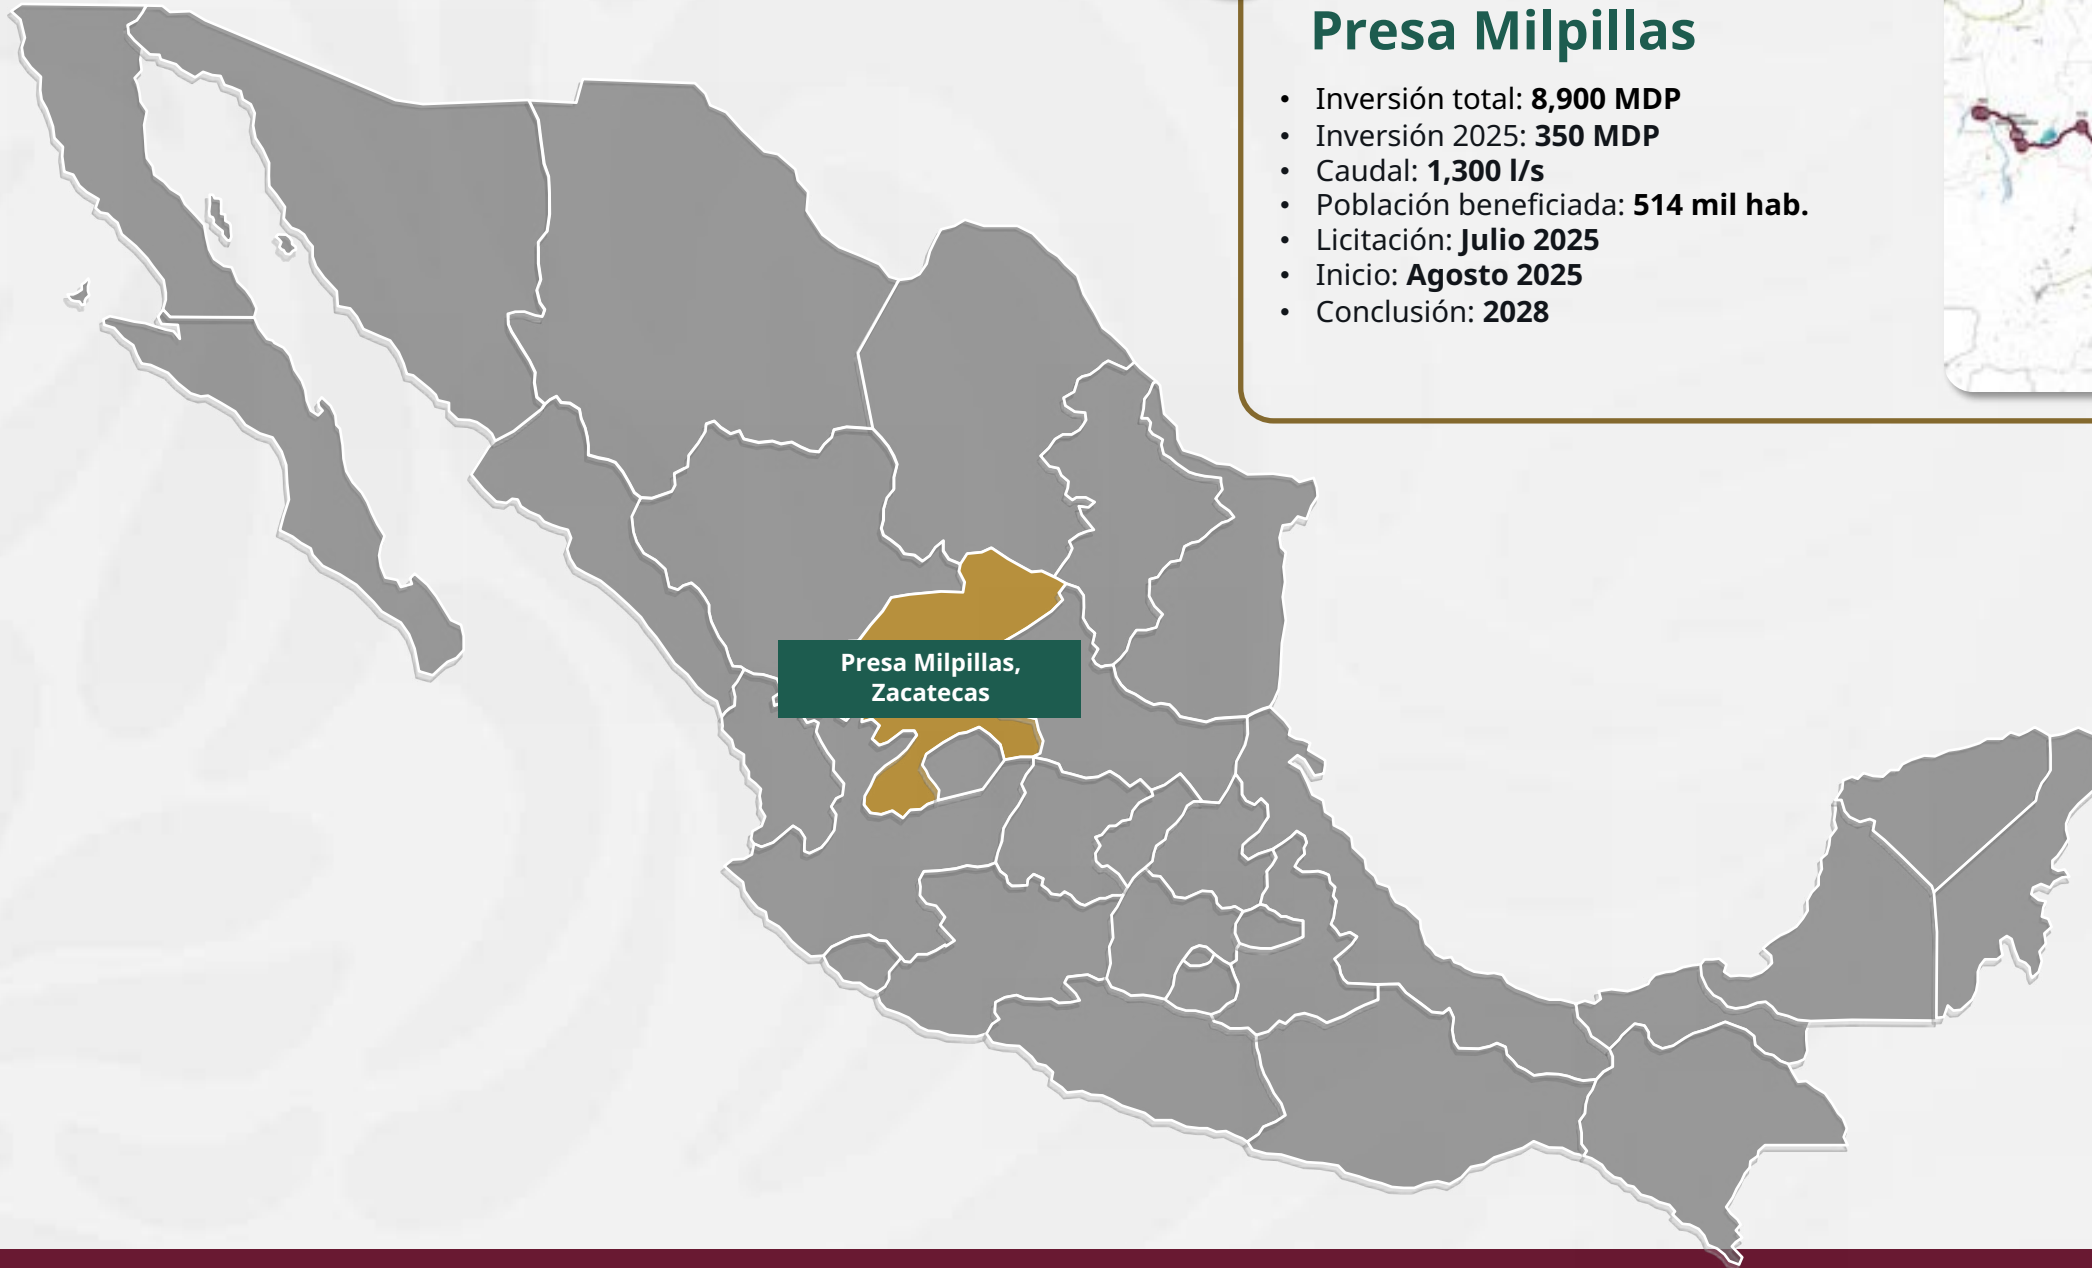 Presa Milpillas
• Inversión total: 8,900 MDP
• Inversión 2025: 350 MDP
• Caudal: 1,300 l/s
• Población beneficiada: 514 mil hab.
• Licitación: Julio 2025
• Inicio: Agosto 2025
• Conclusión: 2028
Presa Milpillas,
Zacatecas